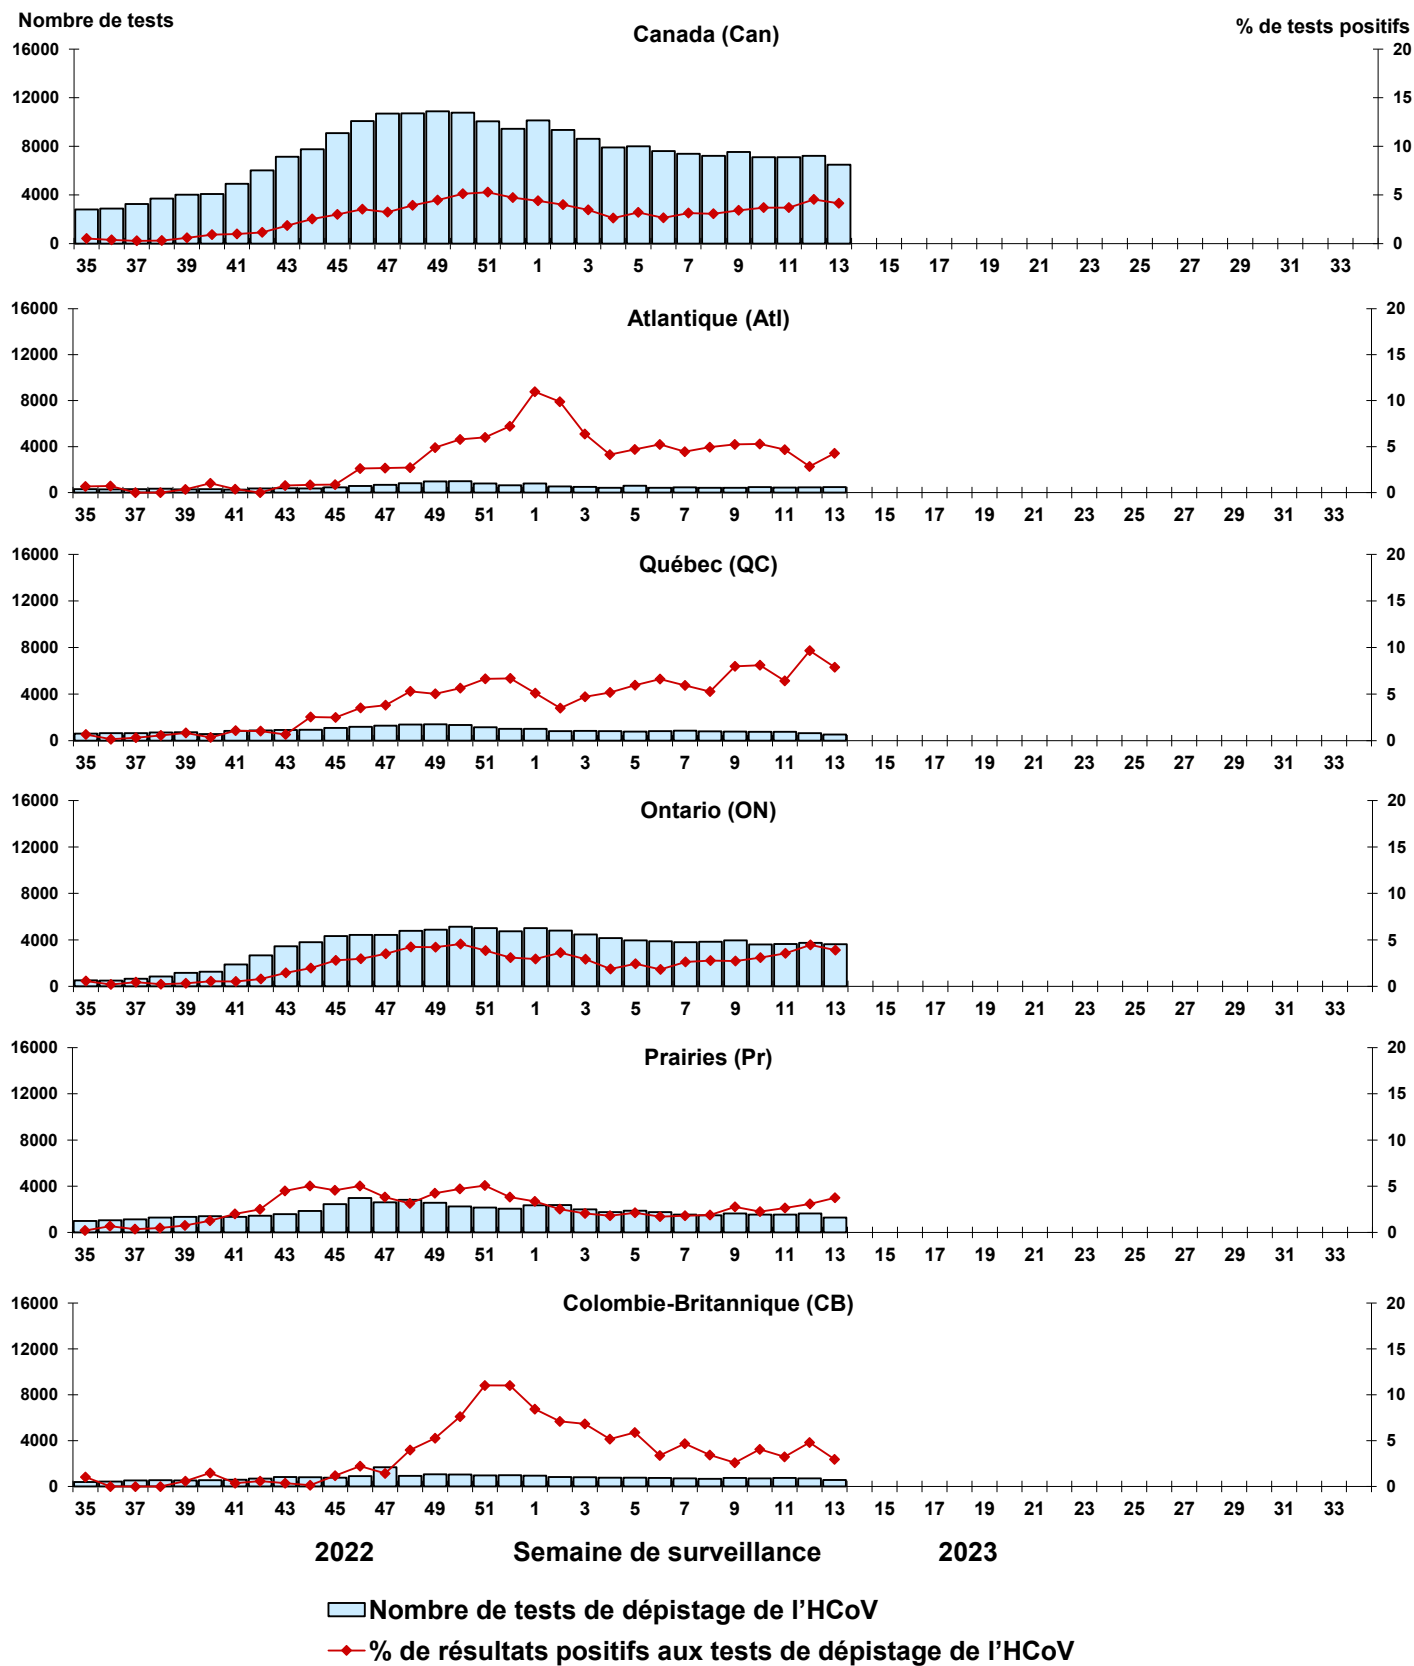 Nombre de tests
Canada (Can)
% de tests positifs
16000 20
12000 15
8000 10
4000 5
0 0
35 37 39 41 43 45 47 49 51 1 3 5 7 9 11 13 15 17 19 21 23 25 27 29 31 33
Atlantique (Atl)
16000 20
12000 15
8000 10
4000 5
0 0
35 37 39 41 43 45 47 49 51 1 3 5 7 9 11 13 15 17 19 21 23 25 27 29 31 33
Québec (QC)
16000 20
12000 15
8000 10
4000 5
0 0
35 37 39 41 43 45 47 49 51 1 3 5 7 9 11 13 15 17 19 21 23 25 27 29 31 33
Ontario (ON)
16000 20
12000 15
8000 10
4000 5
0 0
35 37 39 41 43 45 47 49 51 1 3 5 7 9 11 13 15 17 19 21 23 25 27 29 31 33
Prairies (Pr)
16000 20
12000 15
8000 10
4000 5
0 0
35 37 39 41 43 45 47 49 51 1 3 5 7 9 11 13 15 17 19 21 23 25 27 29 31 33
Colombie-Britannique (CB)
16000 20
12000 15
8000 10
4000 5
0 0
35 37 39 41 43 45 47 49 51 1 3 5 7 9 11 13 15 17 19 21 23 25 27 29 31 33
2022 Semaine de surveillance 2023
Nombre de tests de dépistage de l’HCoV
% de résultats positifs aux tests de dépistage de l’HCoV